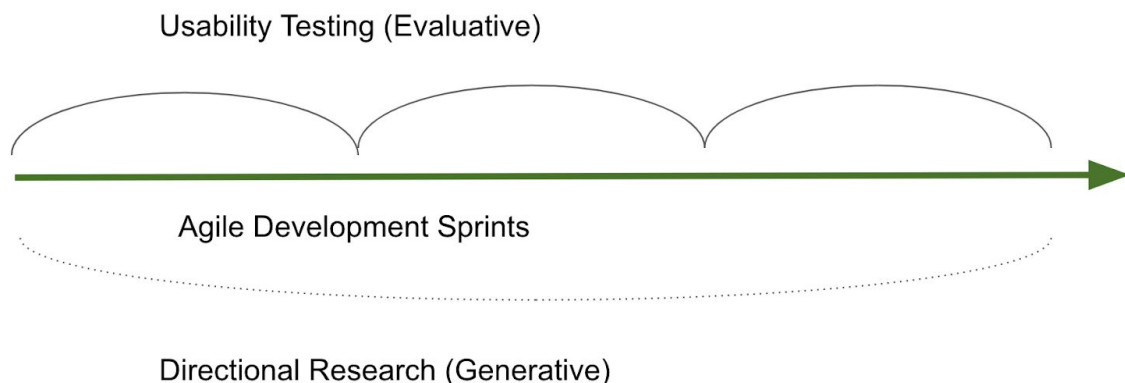 Usability Testing (Evaluative)
Agile Development Sprints
Directional Research (Generative)